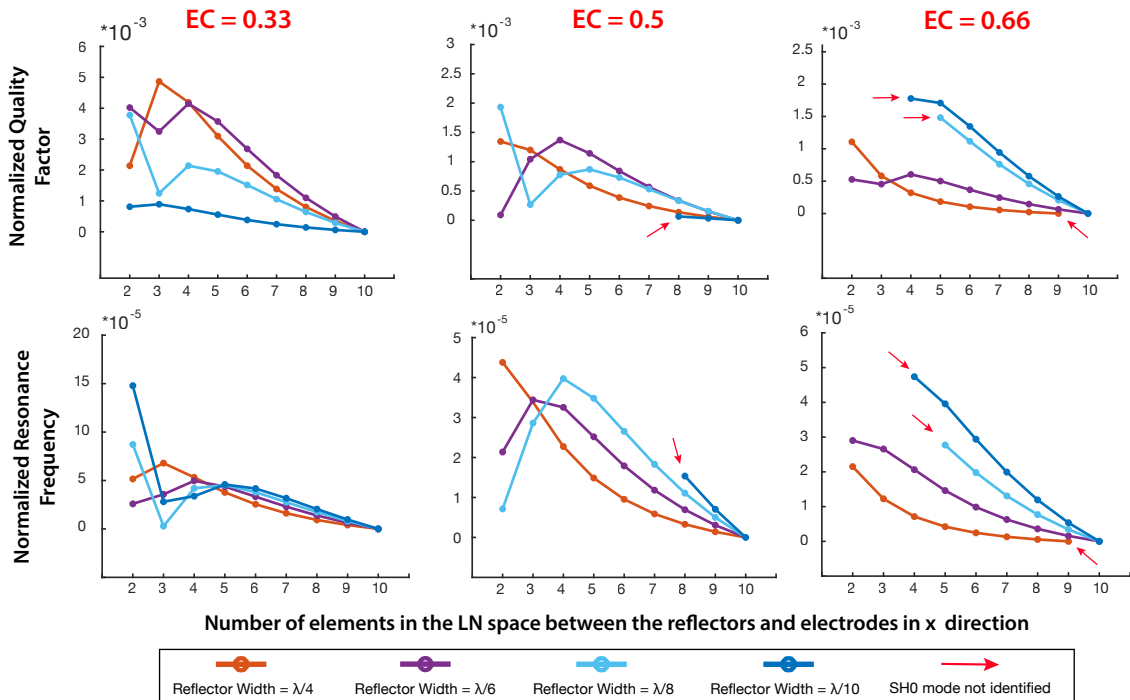 EC = 0.33
EC = 0.5
EC = 0.66
Normalized Quality
Factor
*10⁻³
6
5
4
3
2
1
0
2 3 4 5 6 7 8 9 10
*10⁻³
3
2.5
2
1.5
1
0.5
0
2 3 4 5 6 7 8 9 10
*10⁻³
2.5
2
1.5
1
0.5
0
2 3 4 5 6 7 8 9 10
Normalized Resonance
Frequency
*10⁻⁵
20
15
10
5
0
2 3 4 5 6 7 8 9 10
*10⁻⁵
5
4
3
2
1
0
2 3 4 5 6 7 8 9 10
*10⁻⁵
6
5
4
3
2
1
0
2 3 4 5 6 7 8 9 10
Number of elements in the LN space between the reflectors and electrodes in x direction
Reflector Width = λ/4
Reflector Width = λ/6
Reflector Width = λ/8
Reflector Width = λ/10
SH0 mode not identified